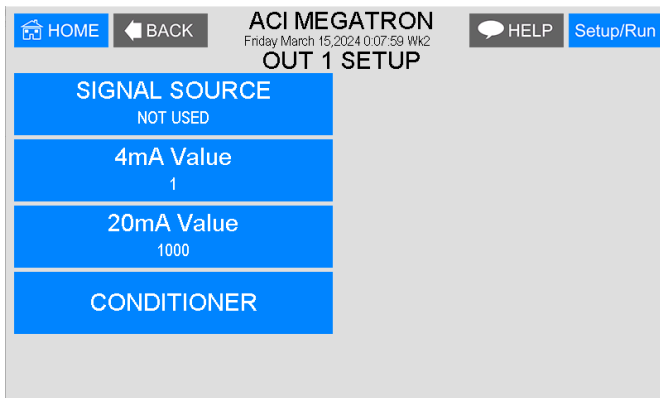 HOME
BACK
ACI MEGATRON
Friday March 15,2024 0:07:59 Wk2
OUT 1 SETUP
HELP
Setup/Run
SIGNAL SOURCE
NOT USED
4mA Value
1
20mA Value
1000
CONDITIONER